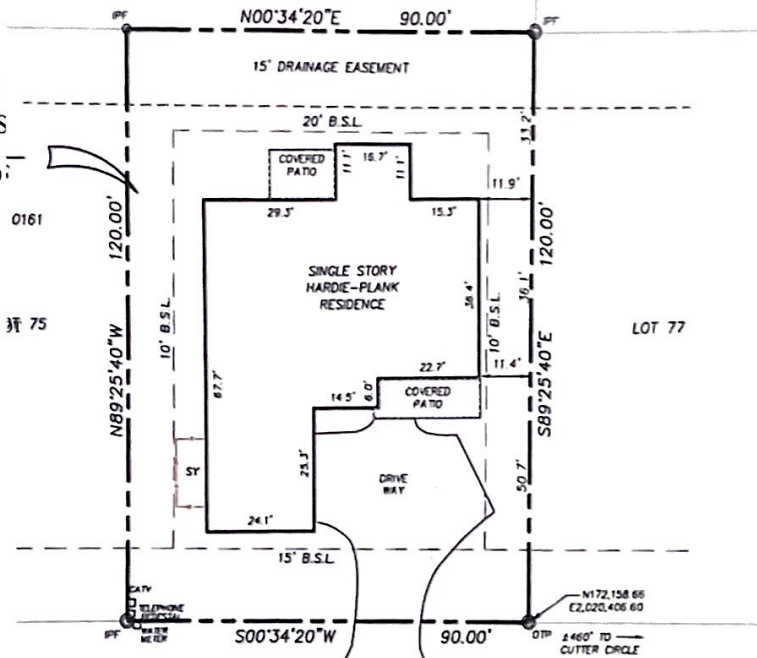 IPF
N00°34'20"E 90.00'
IPF
15' DRAINAGE EASEMENT
S
20' B.S.L.
33.2'
COVERED
PATIO
11.1'
16.7'
11.1'
11.9'
0161
120.00'
29.3'
15.3'
120.00'
SINGLE STORY
HARDIE-PLANK
RESIDENCE
36.1'
75
10' B.S.L.
10' B.S.L.
LOT 77
N89°25'40"W
67.7'
22.7'
11.4'
S89°25'40"E
14.5'
6.0'
COVERED
PATIO
SY
25.3'
DRIVE
WAY
50.7'
24.1'
15' B.S.L.
CATV
TELEPHONE
PEDESTAL
WATER
METER
IPF
S00°34'20"W 90.00'
OTP
N172,158.66
E2,020,406.60
±460' TO
CUTTER CIRCLE